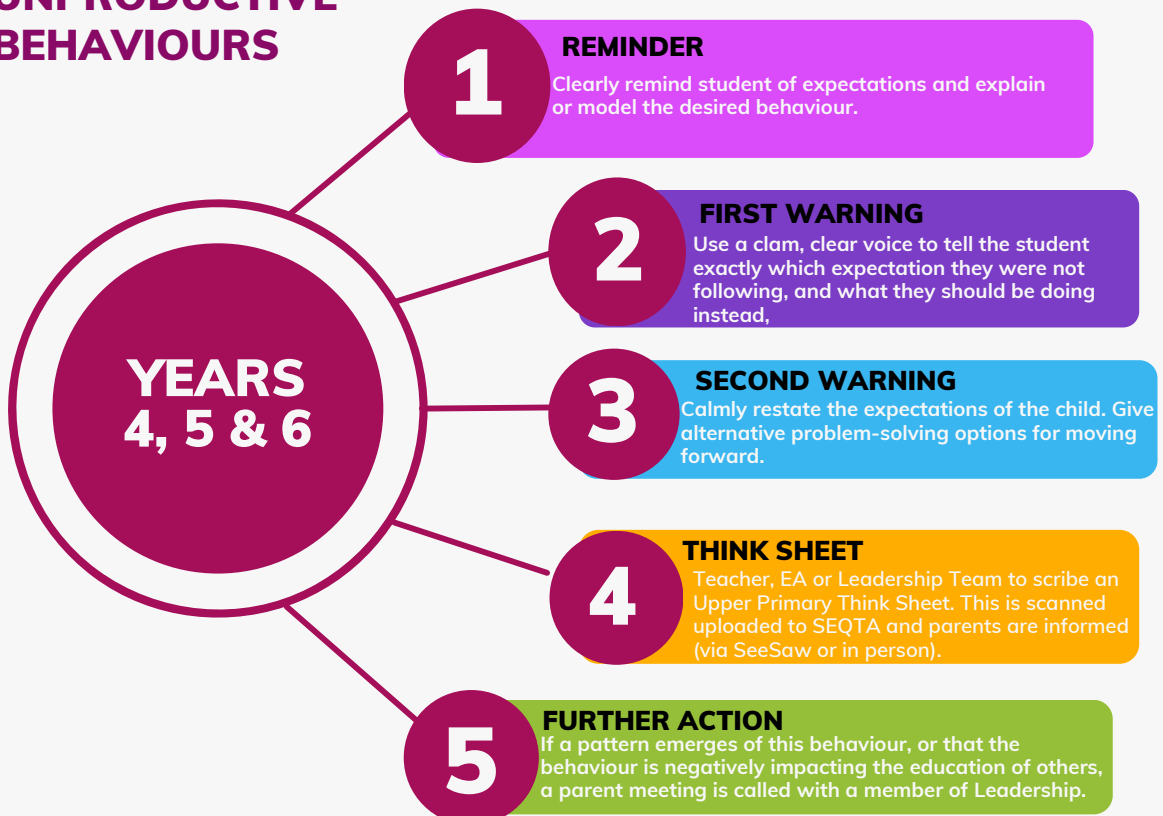 UNPRODUCTIVE
BEHAVIOURS
1
REMINDER
Clearly remind student of expectations and explain
or model the desired behaviour.
2
FIRST WARNING
Use a clam, clear voice to tell the student
exactly which expectation they were not
following, and what they should be doing
instead,
YEARS
4, 5 & 6
3
SECOND WARNING
Calmly restate the expectations of the child. Give
alternative problem-solving options for moving
forward.
4
THINK SHEET
Teacher, EA or Leadership Team to scribe an
Upper Primary Think Sheet. This is scanned
uploaded to SEQTA and parents are informed
(via SeeSaw or in person).
5
FURTHER ACTION
If a pattern emerges of this behaviour, or that the
behaviour is negatively impacting the education of others,
a parent meeting is called with a member of Leadership.